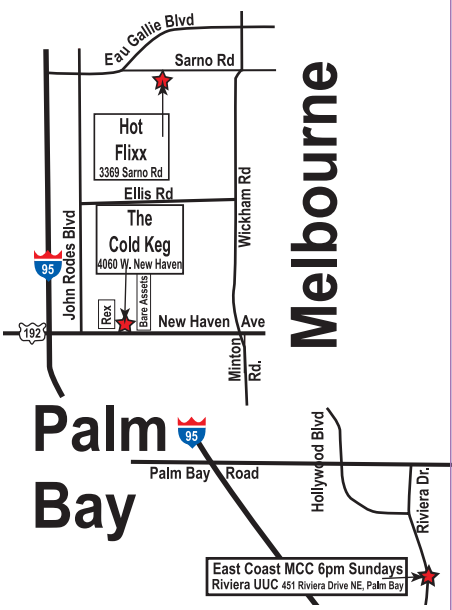 Eau Gallie Blvd
Sarno Rd
Hot
Flixx
3369 Sarno Rd
Melbourne
Ellis Rd
The
Cold Keg
4060 W. New Haven
Wickham Rd
John Rodes Blvd
95
Rex
Bare Assets
New Haven Ave
192
Minton
Rd.
Palm
Bay
95
Palm Bay Road
Hollywood Blvd
Riviera Dr.
East Coast MCC 6pm Sundays
Riviera UUC 451 Riviera Drive NE, Palm Bay